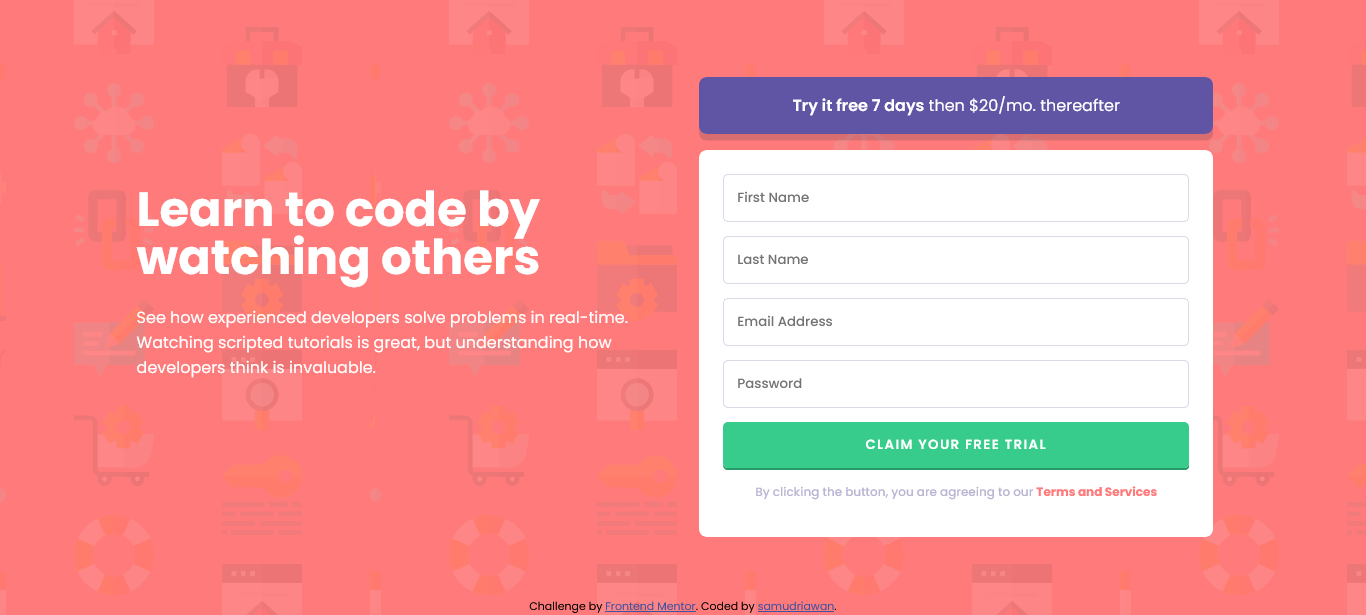 Learn to code by
watching others
See how experienced developers solve problems in real-time.
Watching scripted tutorials is great, but understanding how
developers think is invaluable.
Try it free 7 days then $20/mo. thereafter
First Name
Last Name
Email Address
Password
CLAIM YOUR FREE TRIAL
By clicking the button, you are agreeing to our Terms and Services
Challenge by Frontend Mentor. Coded by samudriawan.